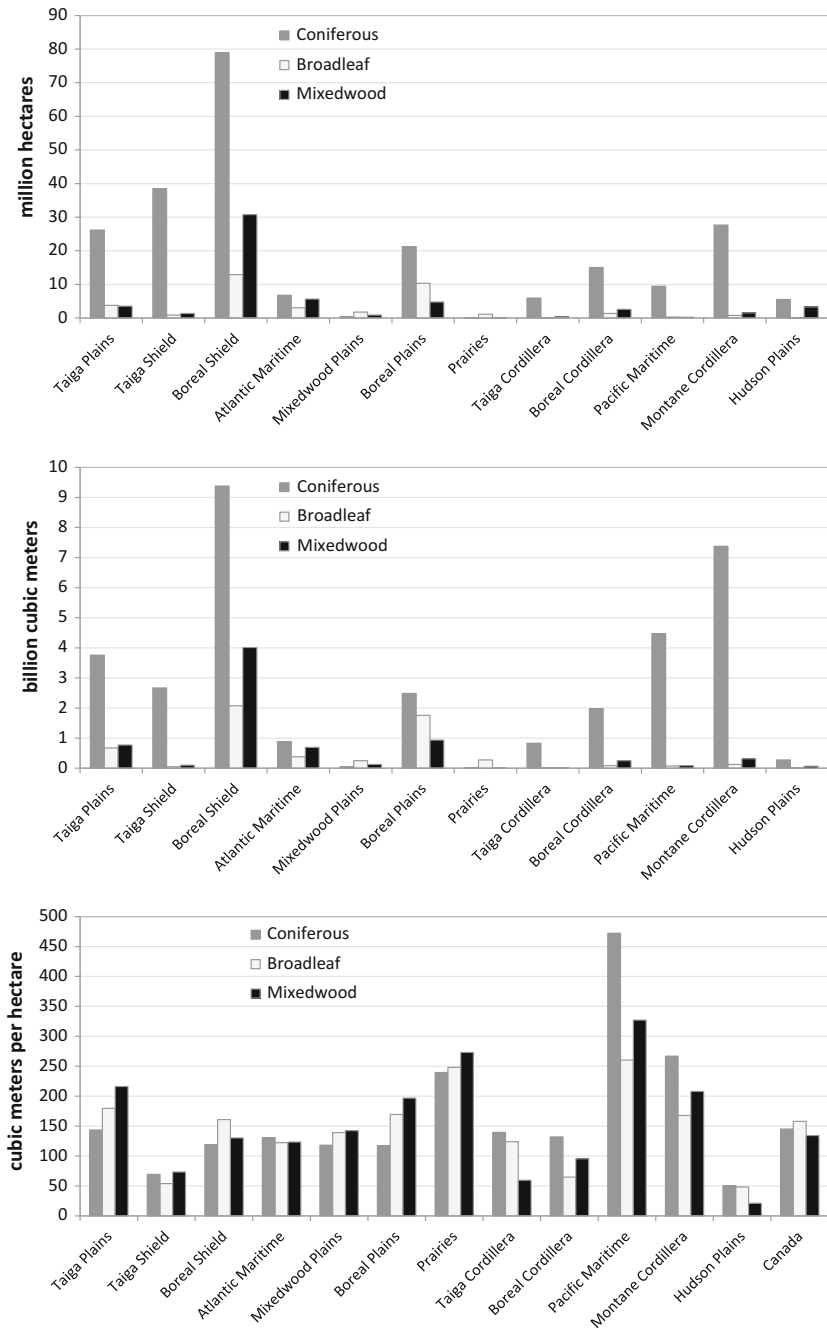 million hectares
90
80
70
60
50
40
30
20
10
0
Coniferous
Broadleaf
Mixedwood
Taiga Plains
Taiga Shield
Boreal Shield
Atlantic Maritime
Mixedwood Plains
Boreal Plains
Prairies
Taiga Cordillera
Boreal Cordillera
Pacific Maritime
Montane Cordillera
Hudson Plains
billion cubic meters
10
9
8
7
6
5
4
3
2
1
0
Coniferous
Broadleaf
Mixedwood
Taiga Plains
Taiga Shield
Boreal Shield
Atlantic Maritime
Mixedwood Plains
Boreal Plains
Prairies
Taiga Cordillera
Boreal Cordillera
Pacific Maritime
Montane Cordillera
Hudson Plains
cubic meters per hectare
500
450
400
350
300
250
200
150
100
50
0
Coniferous
Broadleaf
Mixedwood
Taiga Plains
Taiga Shield
Boreal Shield
Atlantic Maritime
Mixedwood Plains
Boreal Plains
Prairies
Taiga Cordillera
Boreal Cordillera
Pacific Maritime
Montane Cordillera
Hudson Plains
Canada